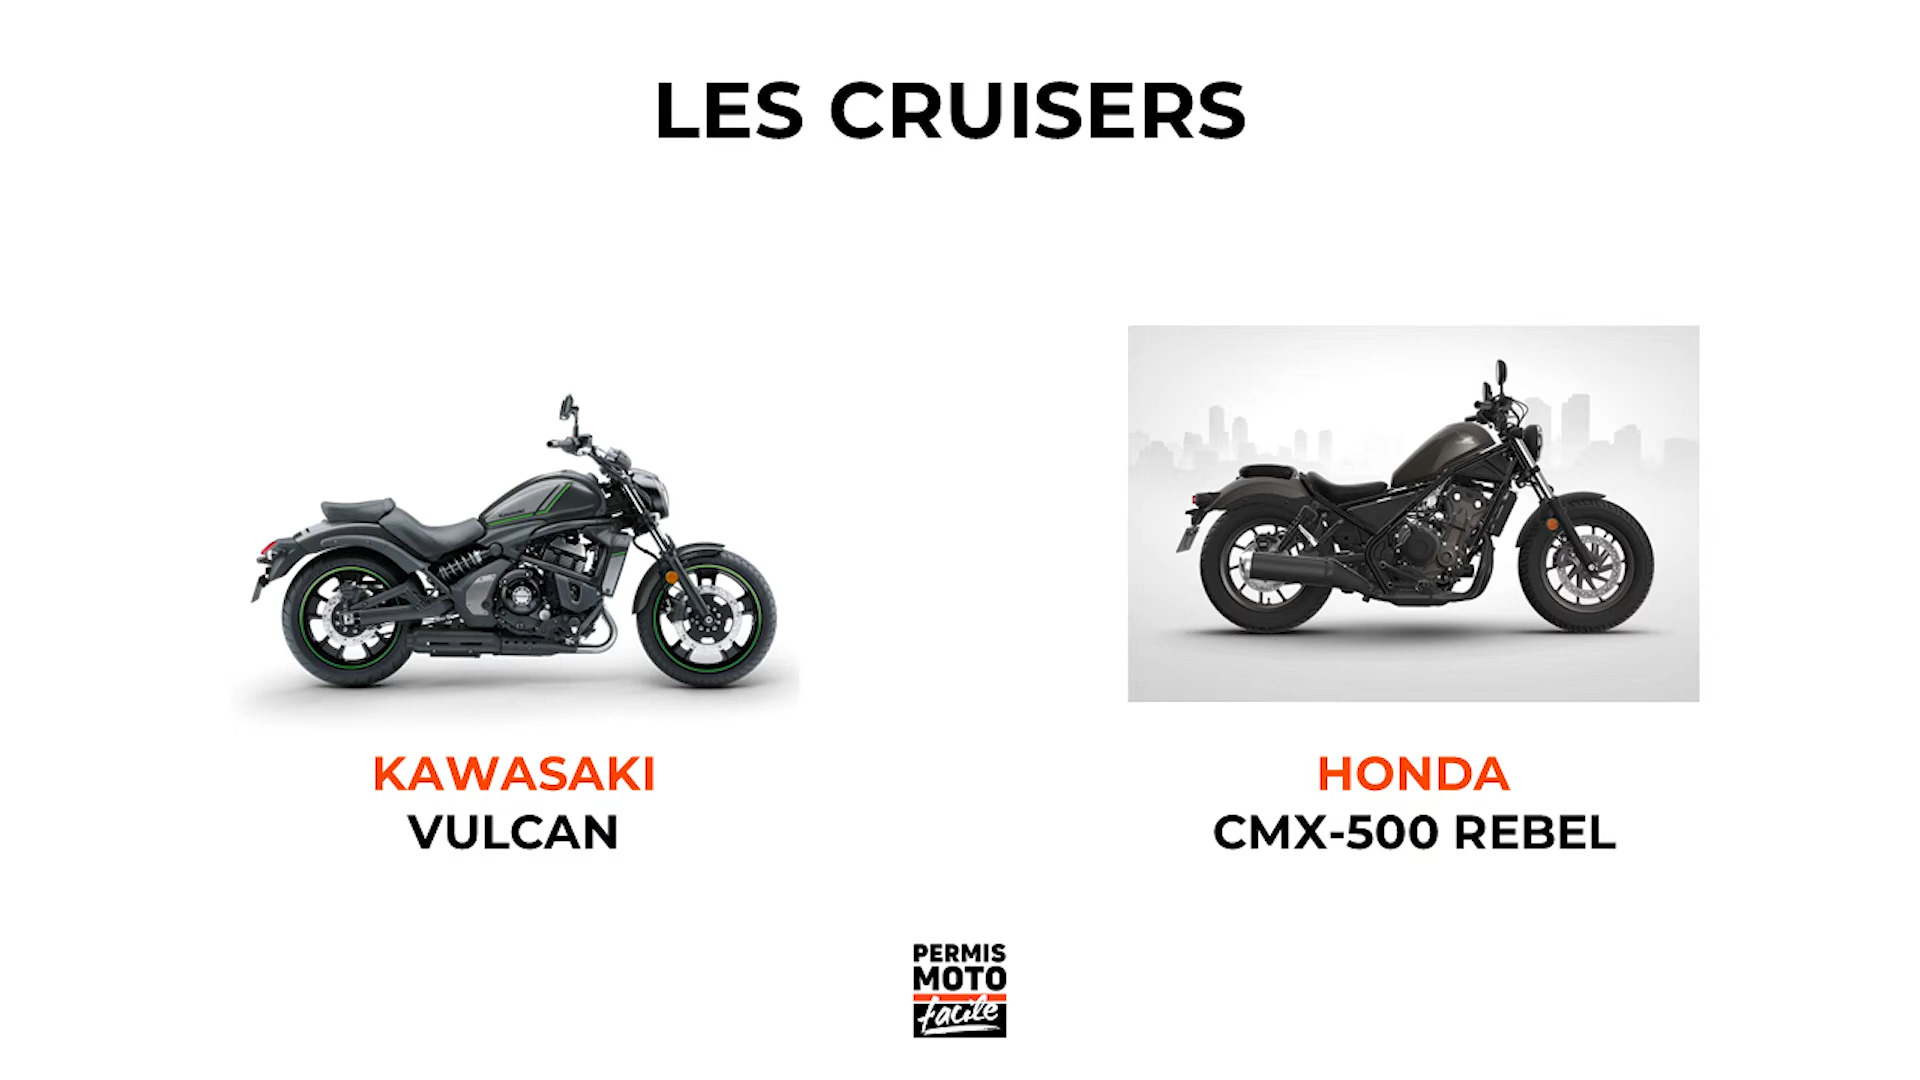 LES CRUISERS
KAWASAKI
VULCAN
HONDA
CMX-500 REBEL
PERMIS
MOTO
facile